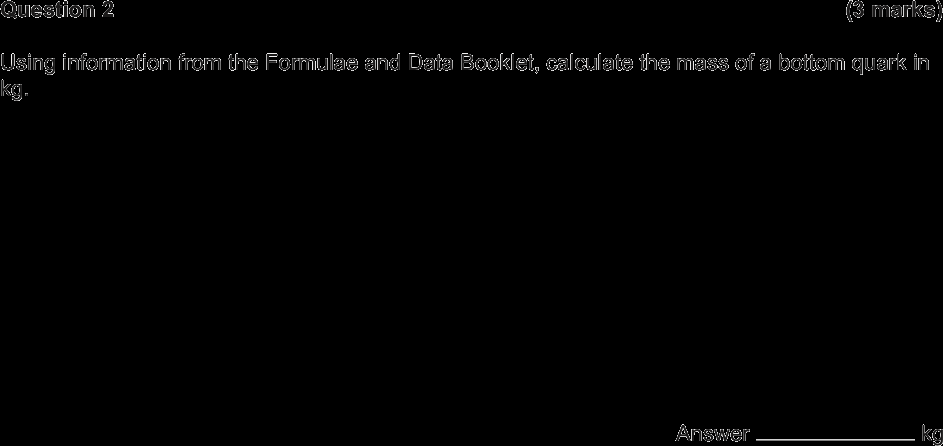 Question 2 (3 marks)
Using information from the Formulae and Data Booklet, calculate the mass of a bottom quark in
kg.
Answer ______________ kg